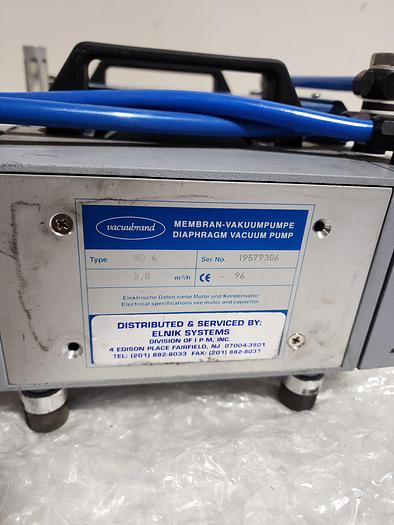 vacuubrand
MEMBRAN-VAKUUMPUMPE
DIAPHRAGM VACUUM PUMP
Type MD 4 Ser. No. 19579306
3,8 m³/h CE - 96
Elektrische Daten siehe Motor und Kondensator
Electrical specifications see motor and capacitor
DISTRIBUTED & SERVICED BY:
ELNIK SYSTEMS
DIVISION OF I P M, INC.
4 EDISON PLACE FAIRFIELD, NJ 07004-3501
TEL: (201) 882-8033 FAX: (201) 882-8037